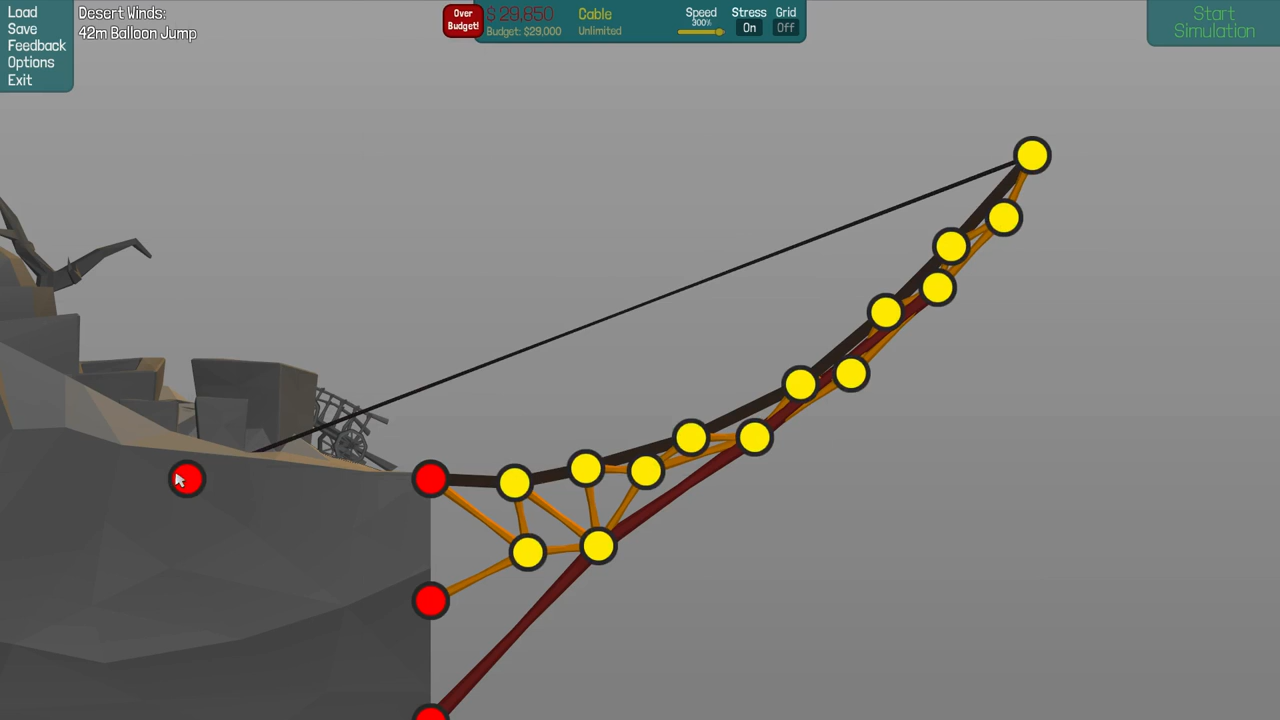 Load
Save
Feedback
Options
Exit
Desert Winds:
42m Balloon Jump
Over
Budget!
$ 29,850
Budget: $29,000
Cable
Unlimited
Speed
300%
Stress
On
Grid
Off
Start
Simulation